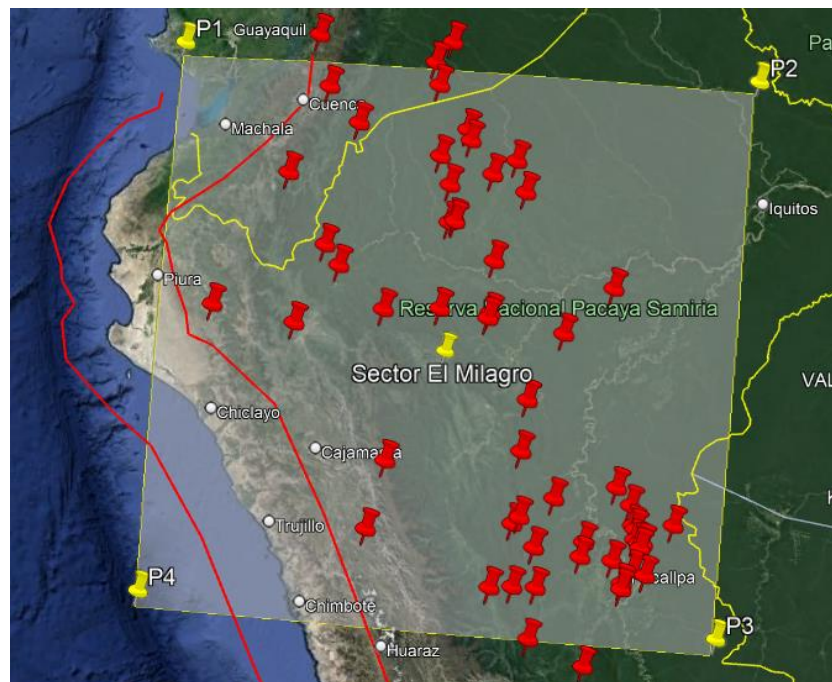 P1
Guayaquil
Pa
P2
Cuenca
Machala
Iquitos
Piura
Reserva Nacional Pacaya Samiria
Sector El Milagro
VAL
Chiclayo
Cajamarca
Trujillo
P4
Chimbote
P3
Huaraz